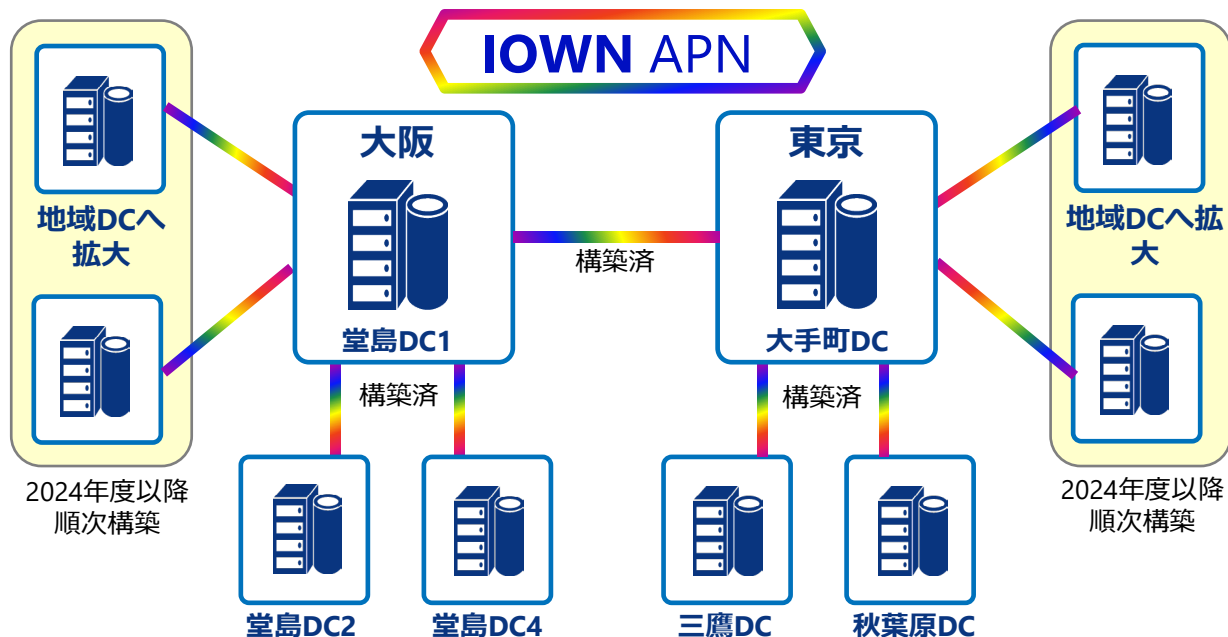 IOWN APN
地域DCへ
拡大
2024年度以降
順次構築
大阪
堂島DC1
構築済
東京
大手町DC
構築済
堂島DC2
堂島DC4
構築済
三鷹DC
秋葉原DC
地域DCへ拡
大
2024年度以降
順次構築